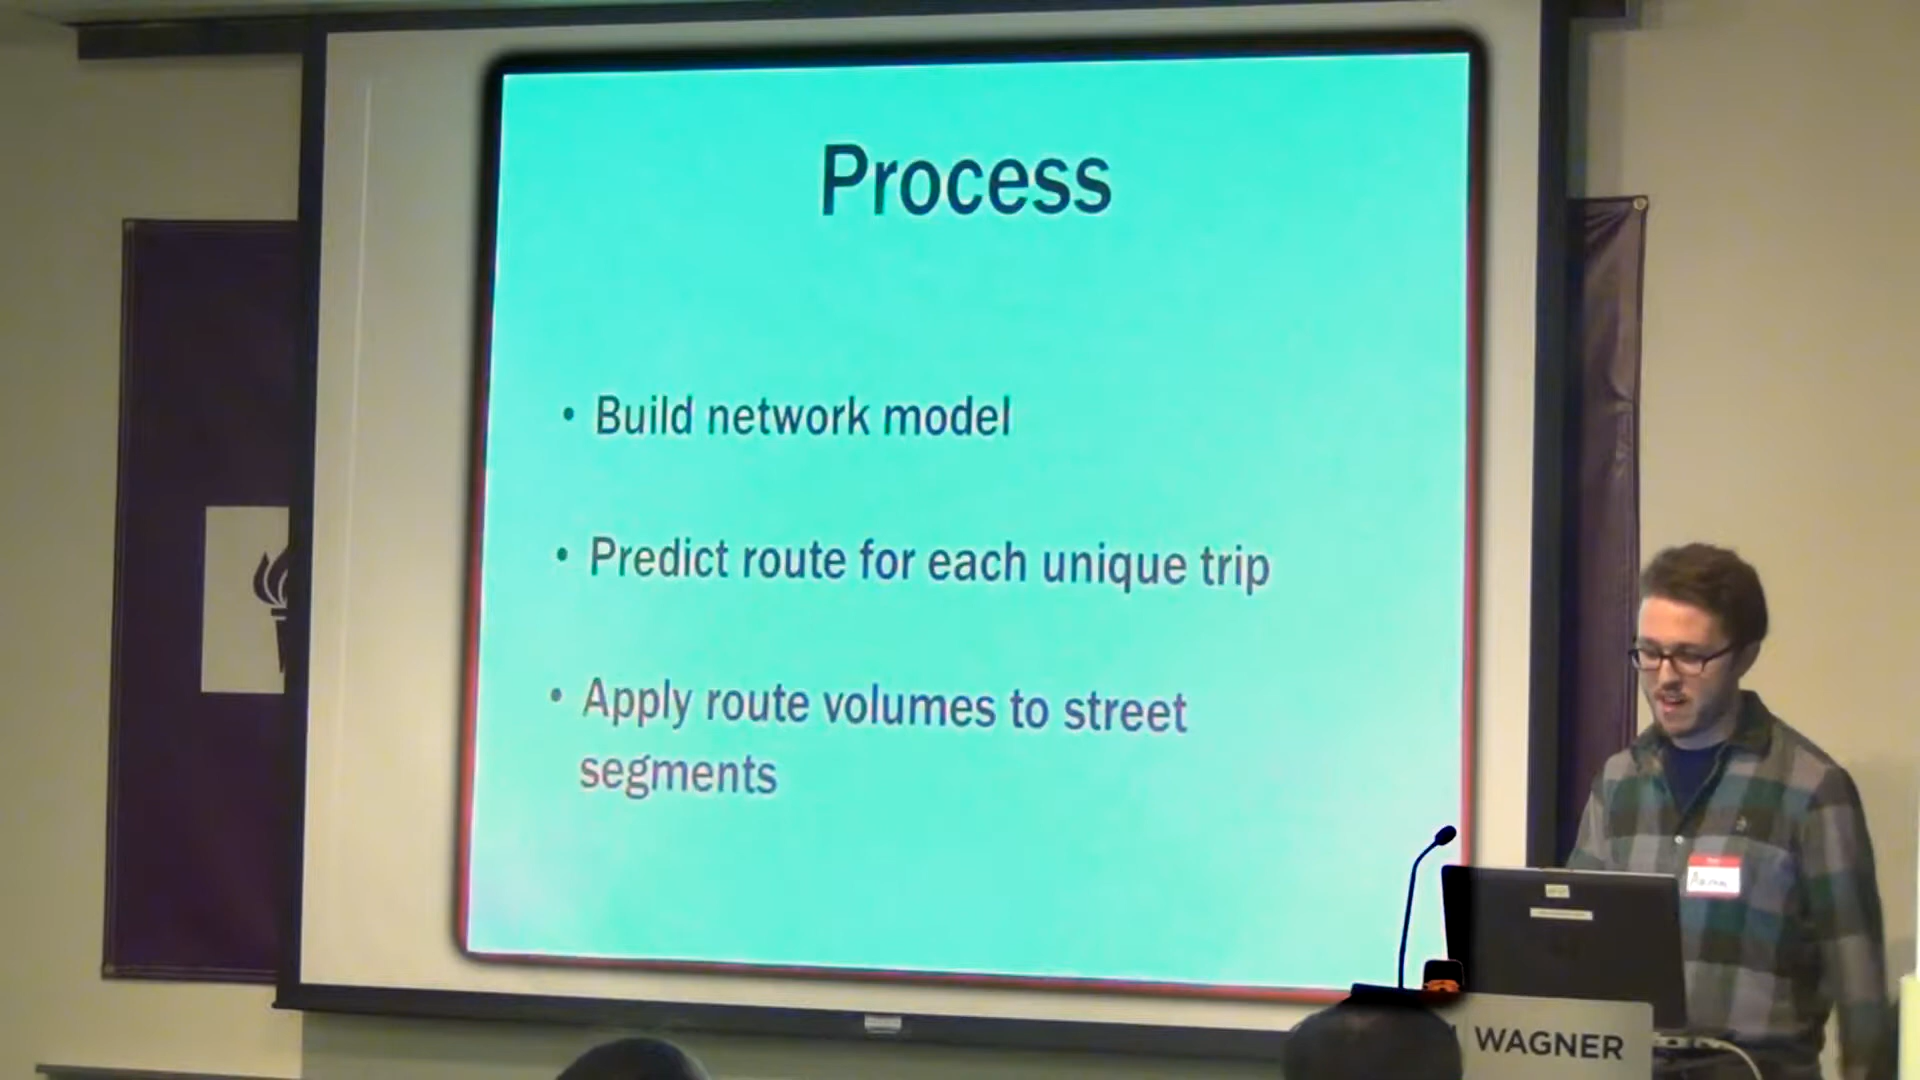 Process
• Build network model
• Predict route for each unique trip
• Apply route volumes to street
segments
WAGNER